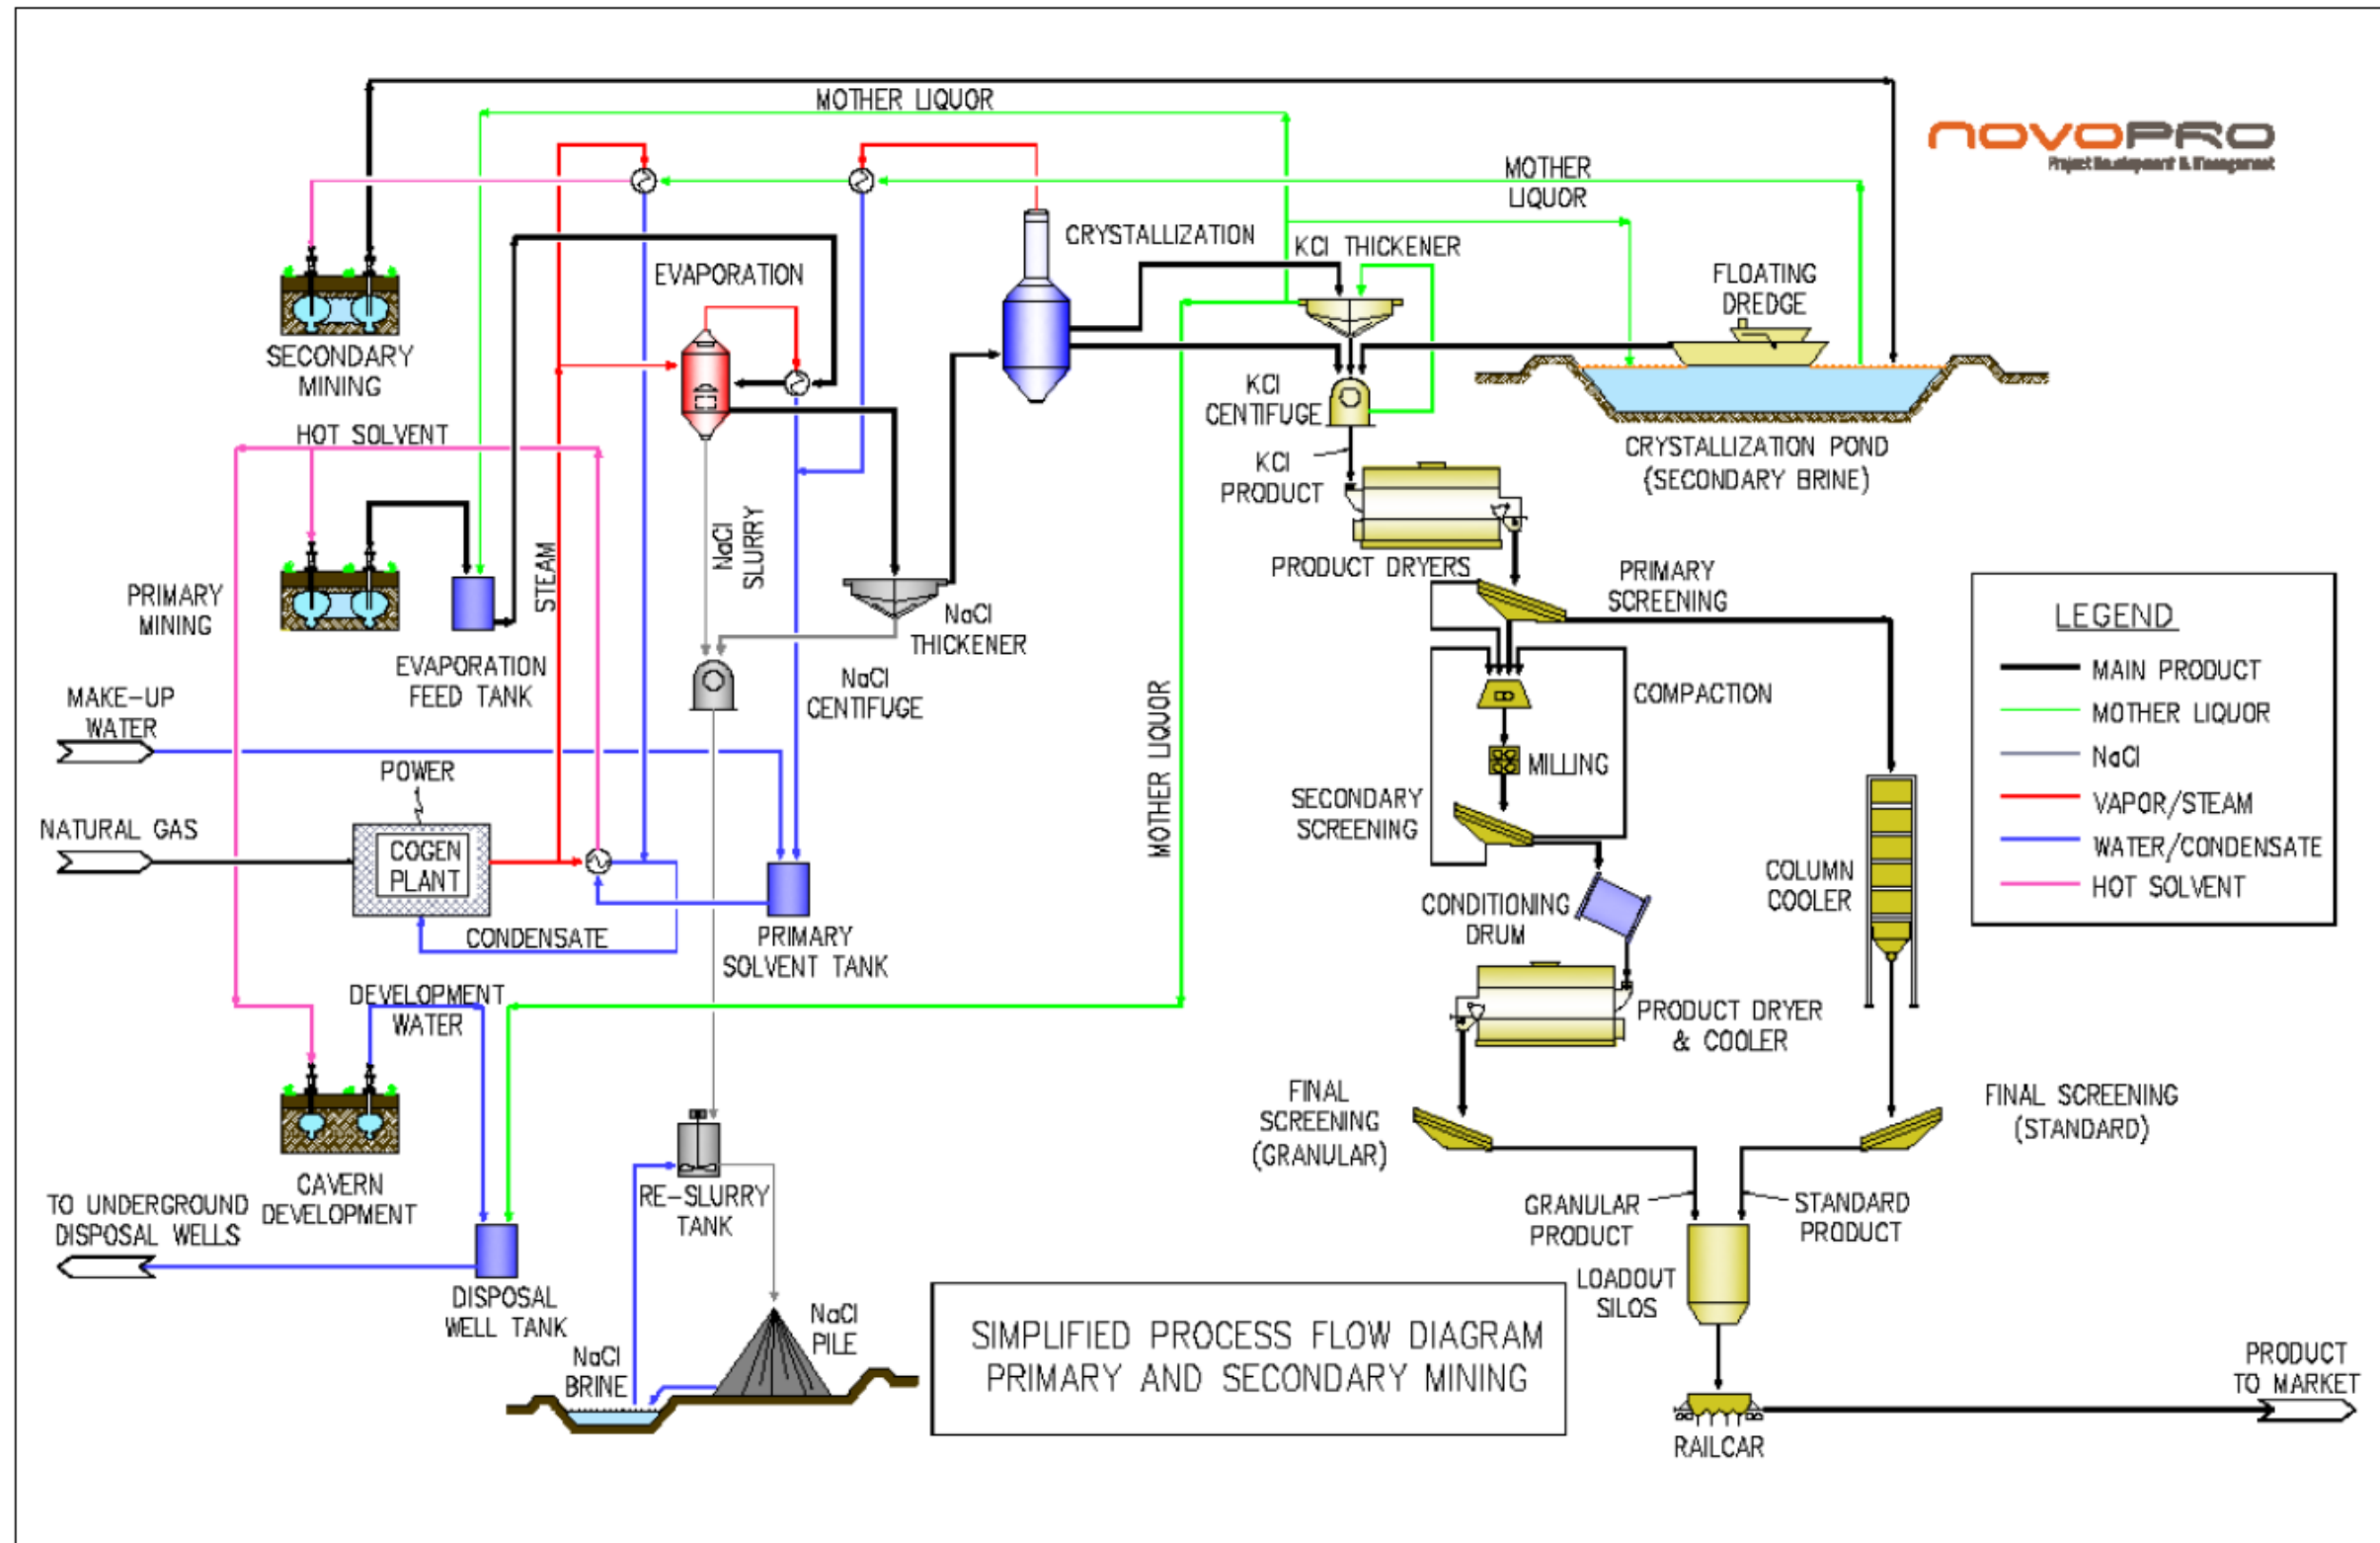 MOTHER LIQUOR
novoPRO
Project Development & Management
MOTHER
LIQUOR
CRYSTALLIZATION
KCl THICKENER
EVAPORATION
FLOATING
DREDGE
SECONDARY
MINING
KCl
CENTIFUGE
HOT SOLVENT
CRYSTALLIZATION POND
(SECONDARY BRINE)
KCl
PRODUCT
NaCl
SLURRY
STEAM
PRODUCT DRYERS
PRIMARY
SCREENING
PRIMARY
MINING
NaCl
THICKENER
LEGEND
MAIN PRODUCT
MOTHER LIQUOR
NaCl
VAPOR/STEAM
WATER/CONDENSATE
HOT SOLVENT
EVAPORATION
FEED TANK
NaCl
CENTIFUGE
MAKE-UP
WATER
COMPACTION
MOTHER LIQUOR
POWER
MILLING
SECONDARY
SCREENING
NATURAL GAS
COGEN
PLANT
COLUMN
COOLER
CONDENSATE
PRIMARY
SOLVENT TANK
CONDITIONING
DRUM
DEVELOPMENT
WATER
PRODUCT DRYER
& COOLER
FINAL
SCREENING
(GRANULAR)
FINAL SCREENING
(STANDARD)
CAVERN
DEVELOPMENT
TO UNDERGROUND
DISPOSAL WELLS
RE-SLURRY
TANK
GRANULAR
PRODUCT
STANDARD
PRODUCT
DISPOSAL
WELL TANK
LOADOUT
SILOS
NaCl
PILE
NaCl
BRINE
SIMPLIFIED PROCESS FLOW DIAGRAM
PRIMARY AND SECONDARY MINING
PRODUCT
TO MARKET
RAILCAR